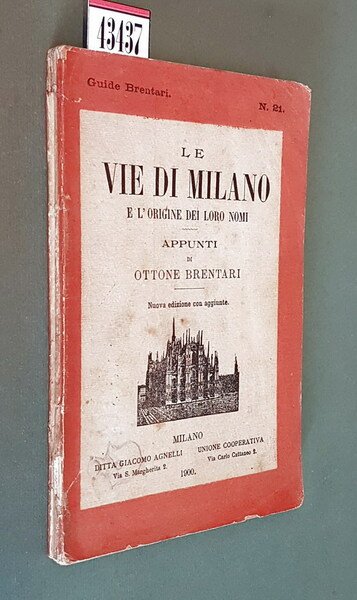 43437
Guide Brentari.
N. 21.
LE
VIE DI MILANO
E L'ORIGINE DEI LORO NOMI
APPUNTI
DI
OTTONE BRENTARI
Nuova edizione con aggiunte.
MILANO
DITTA GIACOMO AGNELLI
Via S. Margherita 2.
UNIONE COOPERATIVA
Via Carlo Cattaneo 2.
1900.